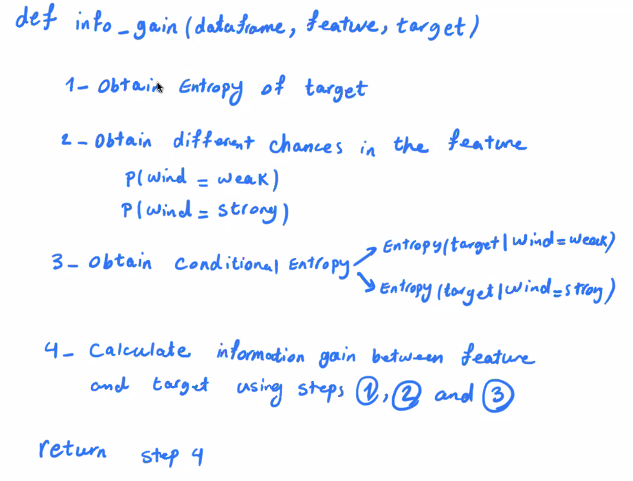 def info_gain (dataframe, feature, target)
1- Obtain Entropy of target
2- Obtain different chances in the feature
P(wind = weak)
P(wind = strong)
3- Obtain Conditional Entropy
Entropy(target | wind=weak)
Entropy(target | wind=strog)
4- Calculate information gain between feature
and target using steps ①, ② and ③
return step 4